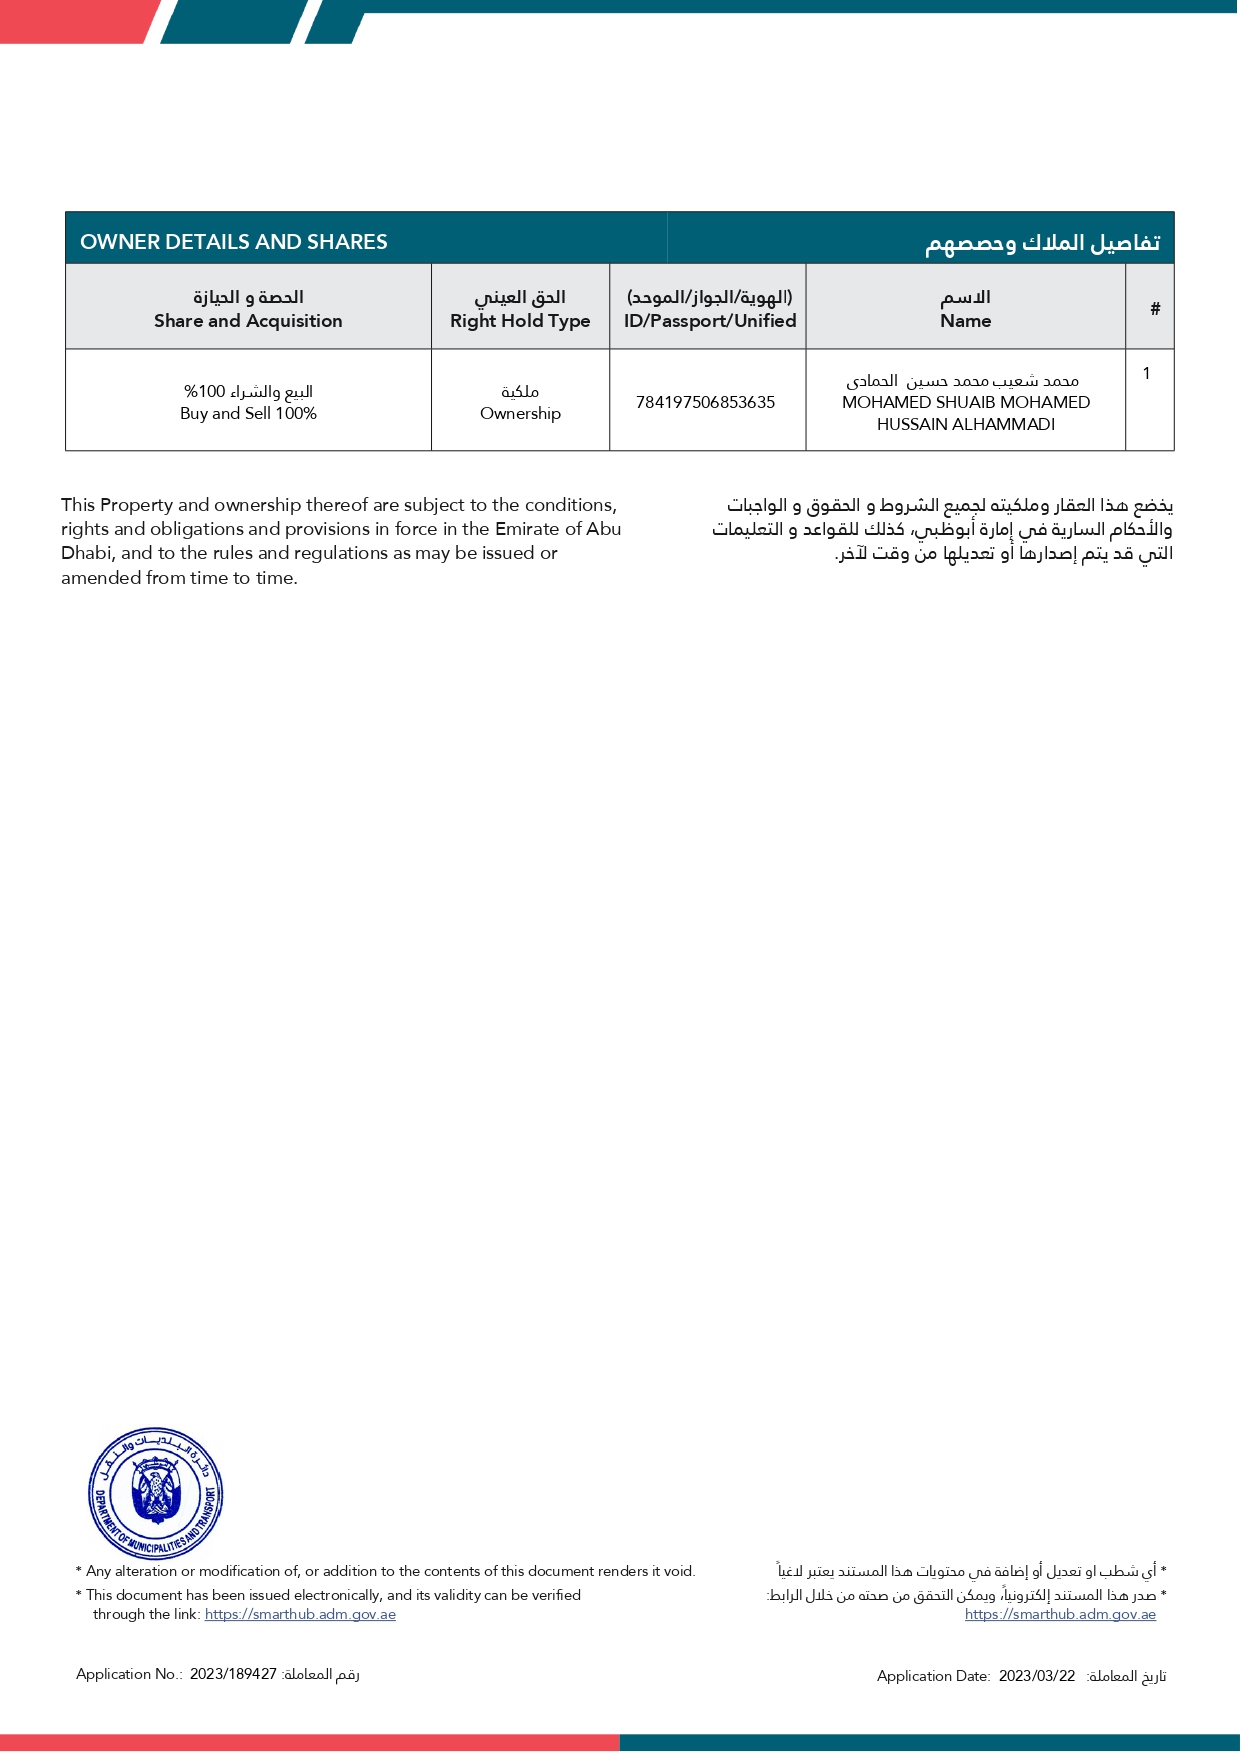 OWNER DETAILS AND SHARES تفاصيل الملاك وحصصهم
الحصة و الحيازة
Share and Acquisition
الحق العيني
Right Hold Type
(الهوية/الجواز/الموحد)
ID/Passport/Unified
الاسم
Name
#
البيع والشراء 100%
Buy and Sell 100%
ملكية
Ownership
784197506853635
محمد شعيب محمد حسين  الحمادى
MOHAMED SHUAIB MOHAMED
HUSSAIN ALHAMMADI
1
This Property and ownership thereof are subject to the conditions,
rights and obligations and provisions in force in the Emirate of Abu
Dhabi, and to the rules and regulations as may be issued or
amended from time to time.
يخضع هذا العقار وملكيته لجميع الشروط و الحقوق و الواجبات
والأحكام السارية في إمارة أبوظبي، كذلك للقواعد و التعليمات
التي قد يتم إصدارها أو تعديلها من وقت لآخر.
دائرة البلديات والنقل
DEPARTMENT OF MUNICIPALITIES AND TRANSPORT
* Any alteration or modification of, or addition to the contents of this document renders it void.
* This document has been issued electronically, and its validity can be verified
through the link: https://smarthub.adm.gov.ae
* أي شطب او تعديل أو إضافة في محتويات هذا المستند يعتبر لاغياً
* صدر هذا المستند إلكترونياً، ويمكن التحقق من صحته من خلال الرابط:
https://smarthub.adm.gov.ae
Application No.: 2023/189427 رقم المعاملة:
Application Date: 2023/03/22 تاريخ المعاملة: